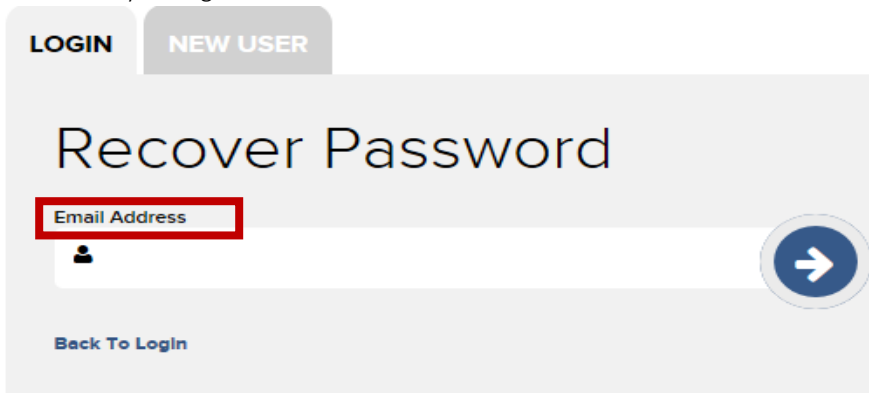 LOGIN NEW USER
Recover Password
Email Address
Back To Login